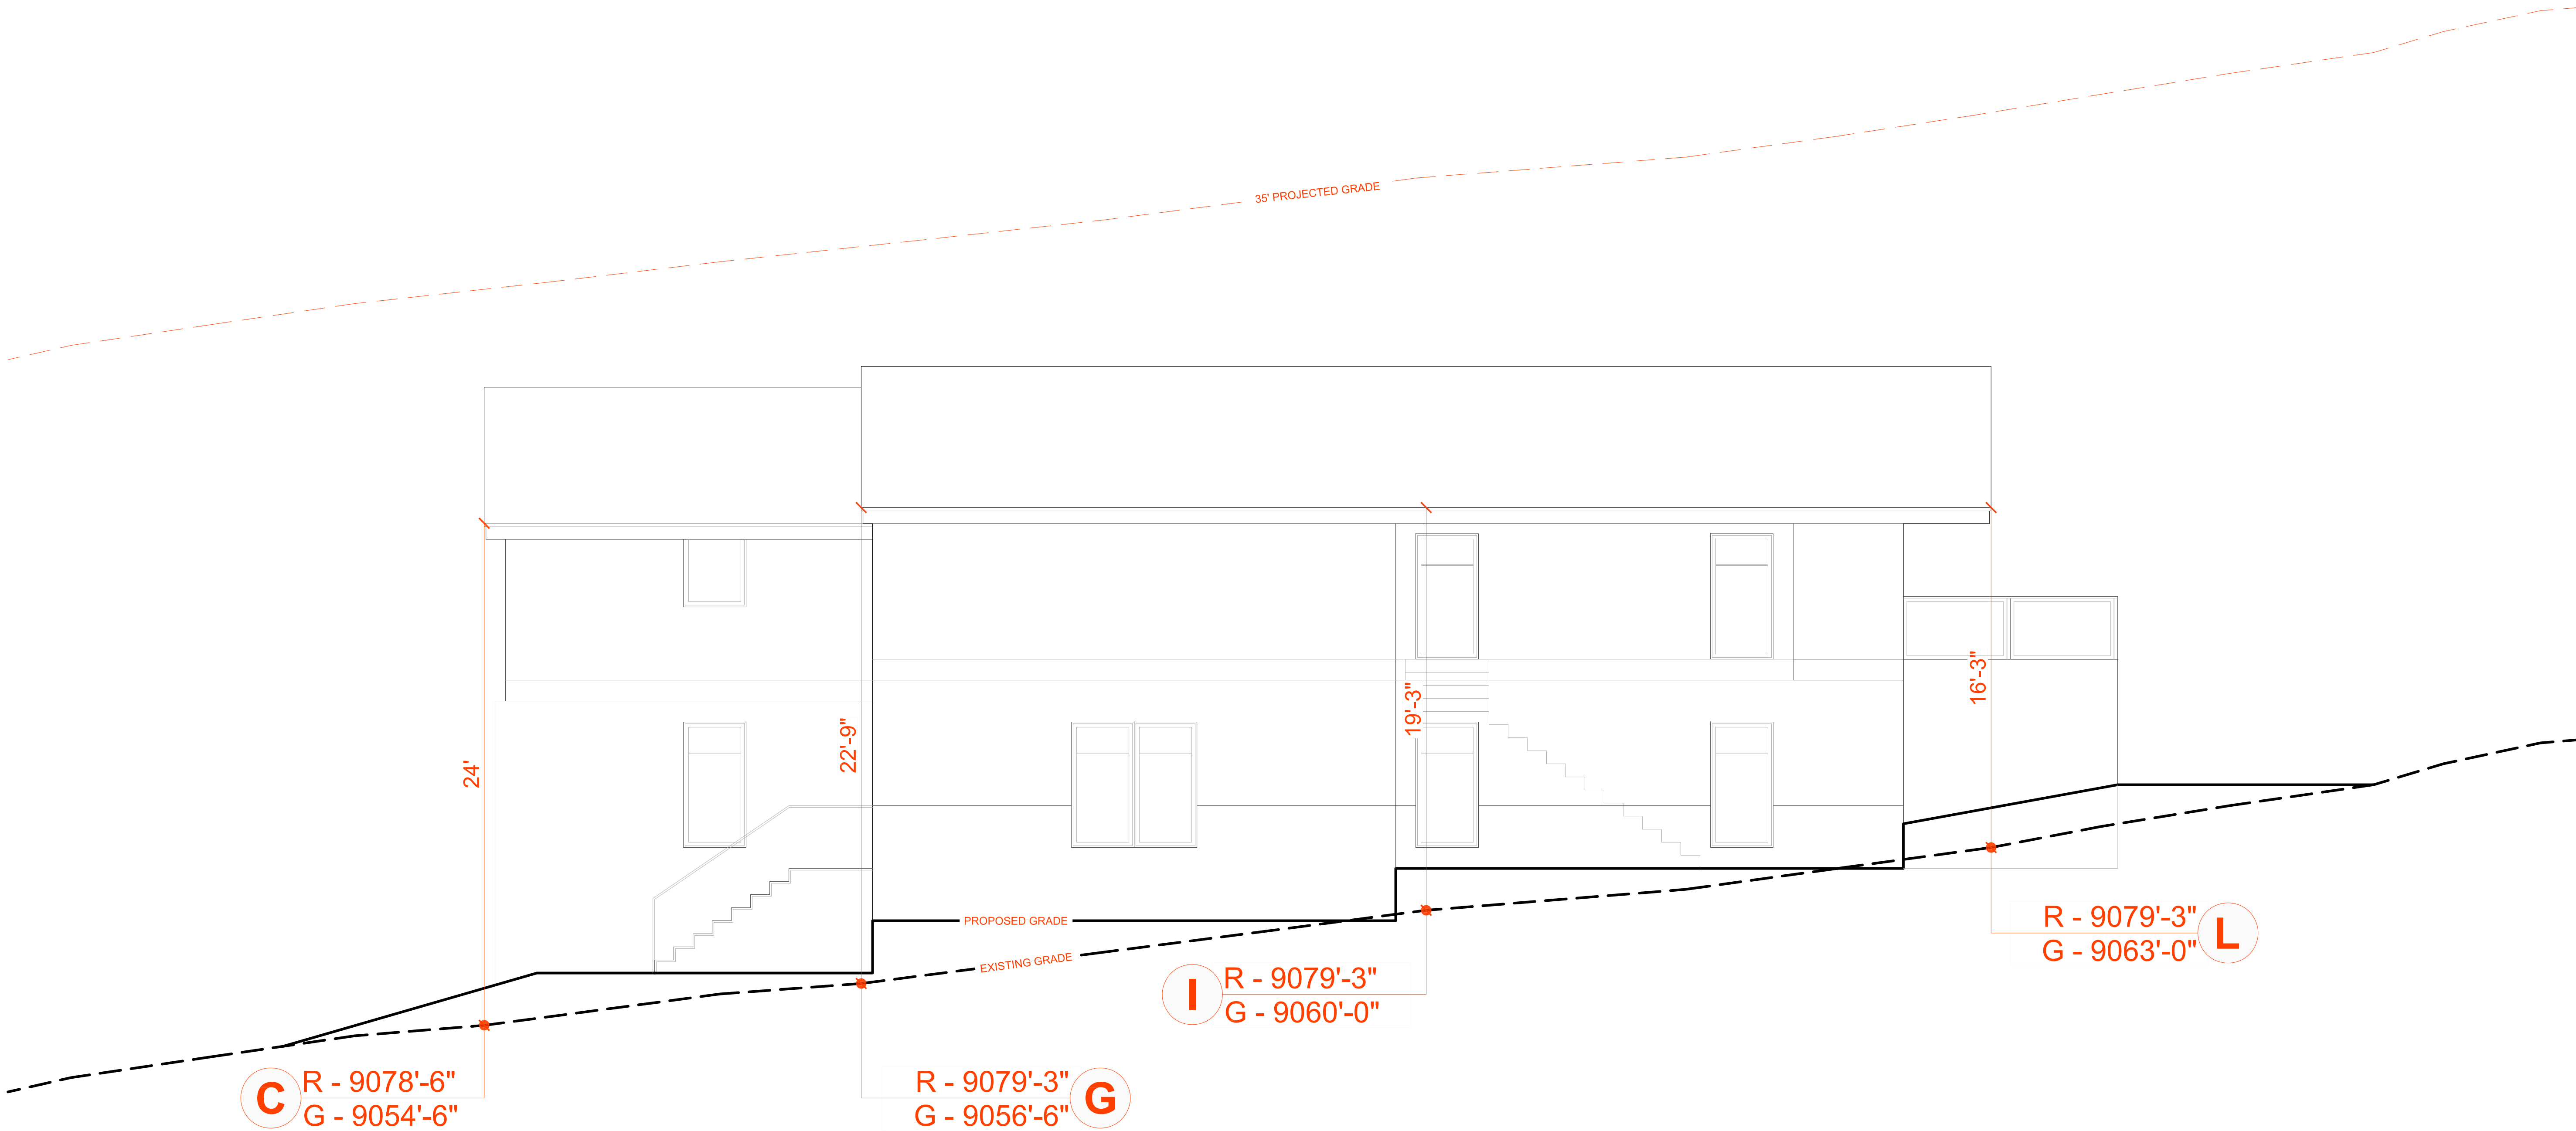 35' PROJECTED GRADE
24'
22'-9"
19'-3"
16'-3"
PROPOSED GRADE
EXISTING GRADE
R - 9079'-3"
G - 9063'-0"
L
I
R - 9079'-3"
G - 9060'-0"
C
R - 9078'-6"
G - 9054'-6"
R - 9079'-3"
G - 9056'-6"
G